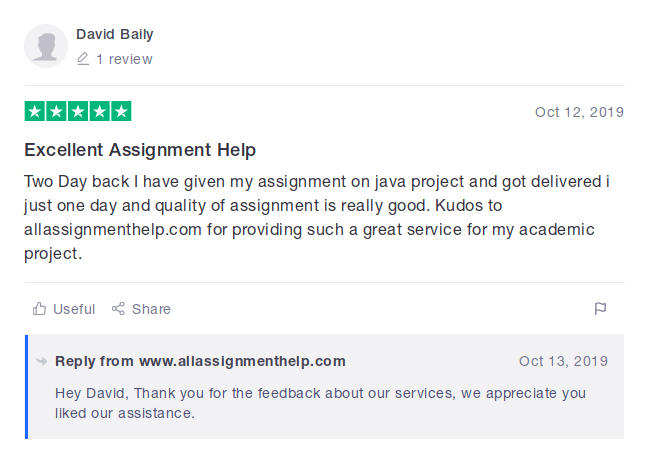 David Baily
1 review
Oct 12, 2019
Excellent Assignment Help
Two Day back I have given my assignment on java project and got delivered i
just one day and quality of assignment is really good. Kudos to
allassignmenthelp.com for providing such a great service for my academic
project.
Useful
Share
Reply from www.allassignmenthelp.com
Oct 13, 2019
Hey David, Thank you for the feedback about our services, we appreciate you
liked our assistance.